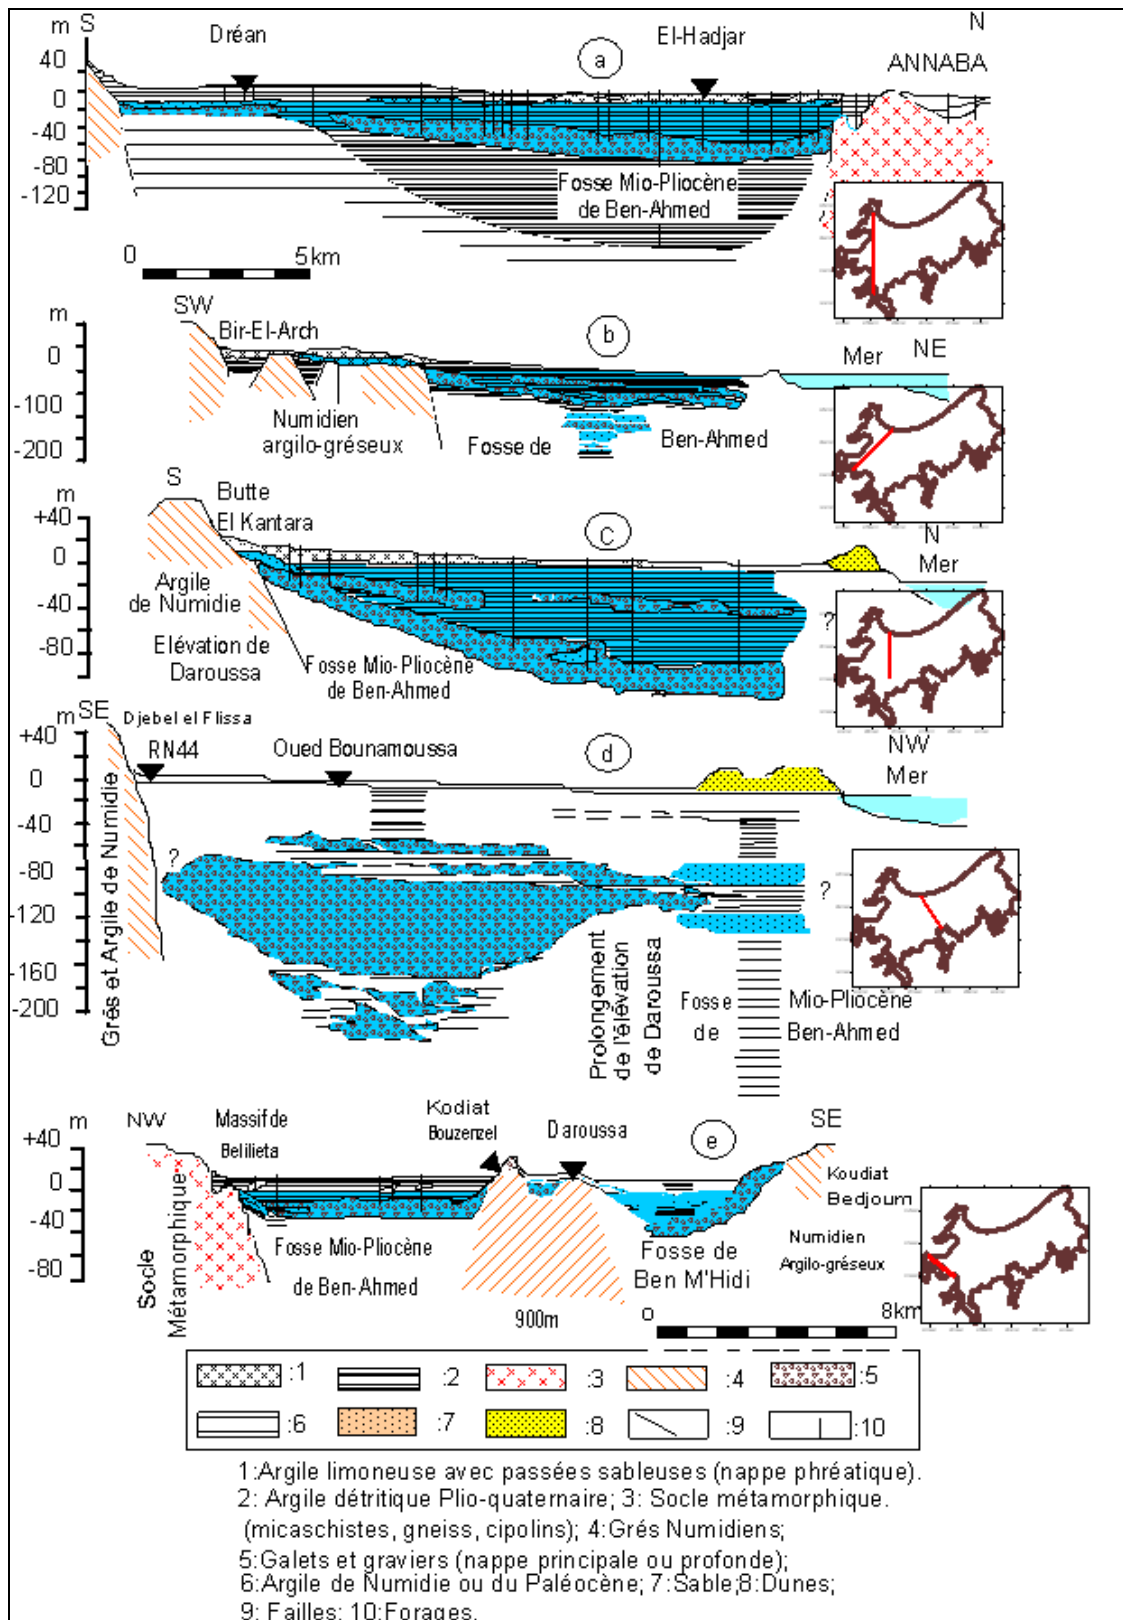 m S
Dréan
El-Hadjar
N
a
ANNABA
40
0
-40
-80
-120
Fosse Mio-Pliocène
de Ben-Ahmed
0
5km
SW
m
Bir-El-Arch
b
Mer
NE
0
-100
-200
Numidien
argilo-gréseux
Fosse de
Ben-Ahmed
S
m
Butte
El Kantara
+40
C
N
Mer
0
-40
-80
Argile
de Numidie
Elévation de
Daroussa
Fosse Mio-Pliocène
de Ben-Ahmed
?
m SE
Djebel el Flissa
RN44
Oued Bounamoussa
d
NW
Mer
+40
0
-40
-80
-120
-160
-200
Grés et Argile de Numidie
?
?
Prolongement
de l'élévation
de Daroussa
Fosse
de
Mio-Pliocène
Ben-Ahmed
NW
m
Massif de
Belilieta
Kodiat
Bouzenzel
Daroussa
e
SE
+40
0
-40
-80
Socle
Métamorphique
Koudiat
Bedjoum
Numidien
Argilo-gréseux
Fosse Mio-Pliocène
de Ben-Ahmed
Fosse de
Ben M'Hidi
900m
0
8km
:1
:2
:3
:4
:5
:6
:7
:8
:9
:10
1:Argile limoneuse avec passées sableuses (nappe phréatique).
2: Argile détritique Plio-quaternaire; 3: Socle métamorphique.
(micaschistes, gneiss, cipolins); 4:Grés Numidiens;
5:Galets et graviers (nappe principale ou profonde);
6:Argile de Numidie ou du Paléocène; 7:Sable;8:Dunes;
9: Failles; 10:Forages.